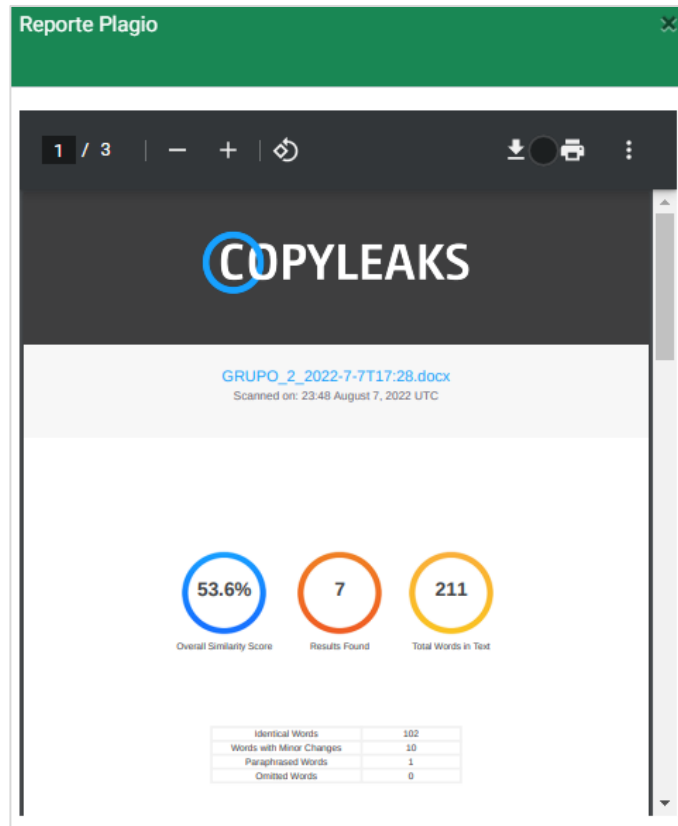 Reporte Plagio
1 / 3
COPYLEAKS
GRUPO_2_2022-7-7T17:28.docx
Scanned on: 23:48 August 7, 2022 UTC
53.6% 7 211
Overall Similarity Score Results Found Total Words in Text
Identical Words 102
Words with Minor Changes 10
Paraphrased Words 1
Omitted Words 0